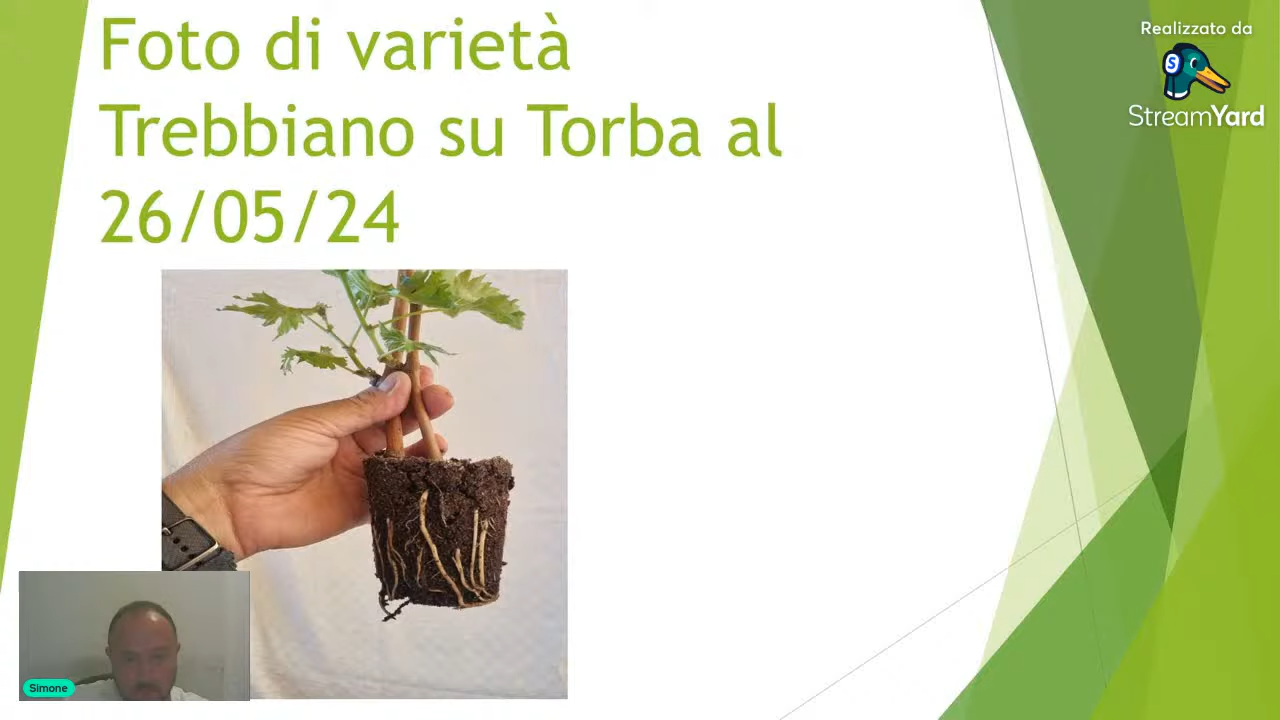 Foto di varietà
Trebbiano su Torba al
26/05/24
Realizzato da
S
StreamYard
Simone